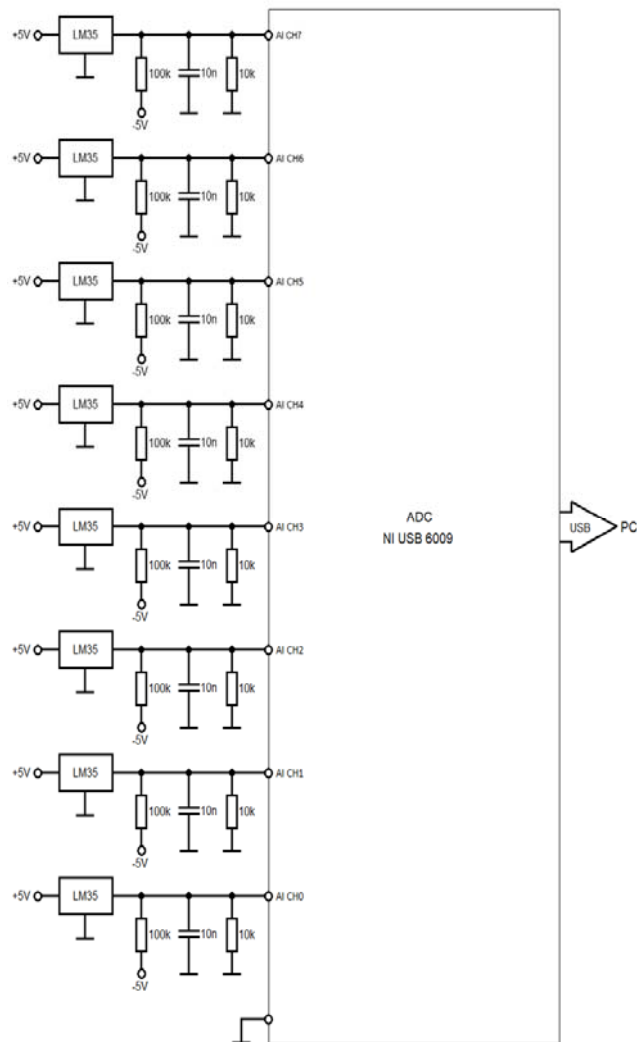 +5V LM35 100k 10n 10k AI CH7
-5V
+5V LM35 100k 10n 10k AI CH6
-5V
+5V LM35 100k 10n 10k AI CH5
-5V
+5V LM35 100k 10n 10k AI CH4
-5V
+5V LM35 100k 10n 10k AI CH3
-5V
ADC
NI USB 6009
USB PC
+5V LM35 100k 10n 10k AI CH2
-5V
+5V LM35 100k 10n 10k AI CH1
-5V
+5V LM35 100k 10n 10k AI CH0
-5V